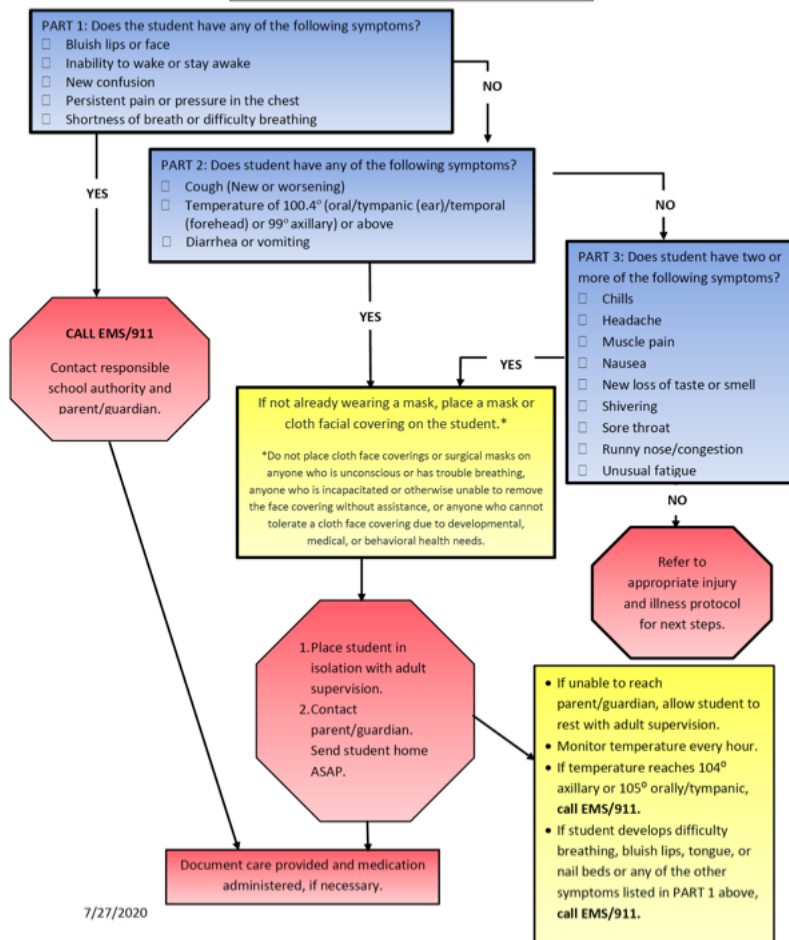 PART 1: Does the student have any of the following symptoms?
Bluish lips or face
Inability to wake or stay awake
New confusion
Persistent pain or pressure in the chest
Shortness of breath or difficulty breathing
NO
YES
PART 2: Does student have any of the following symptoms?
Cough (New or worsening)
Temperature of 100.4° (oral/tympanic (ear)/temporal
(forehead) or 99° axillary) or above
Diarrhea or vomiting
NO
YES
PART 3: Does student have two or
more of the following symptoms?
Chills
Headache
Muscle pain
Nausea
New loss of taste or smell
Shivering
Sore throat
Runny nose/congestion
Unusual fatigue
YES
NO
CALL EMS/911
Contact responsible
school authority and
parent/guardian.
If not already wearing a mask, place a mask or
cloth facial covering on the student.*
*Do not place cloth face coverings or surgical masks on
anyone who is unconscious or has trouble breathing,
anyone who is incapacitated or otherwise unable to remove
the face covering without assistance, or anyone who cannot
tolerate a cloth face covering due to developmental,
medical, or behavioral health needs.
Refer to
appropriate injury
and illness protocol
for next steps.
1.Place student in
isolation with adult
supervision.
2.Contact
parent/guardian.
Send student home
ASAP.
• If unable to reach
parent/guardian, allow student to
rest with adult supervision.
• Monitor temperature every hour.
• If temperature reaches 104⁰
axillary or 105⁰ orally/tympanic,
call EMS/911.
• If student develops difficulty
breathing, bluish lips, tongue, or
nail beds or any of the other
symptoms listed in PART 1 above,
call EMS/911.
Document care provided and medication
administered, if necessary.
7/27/2020